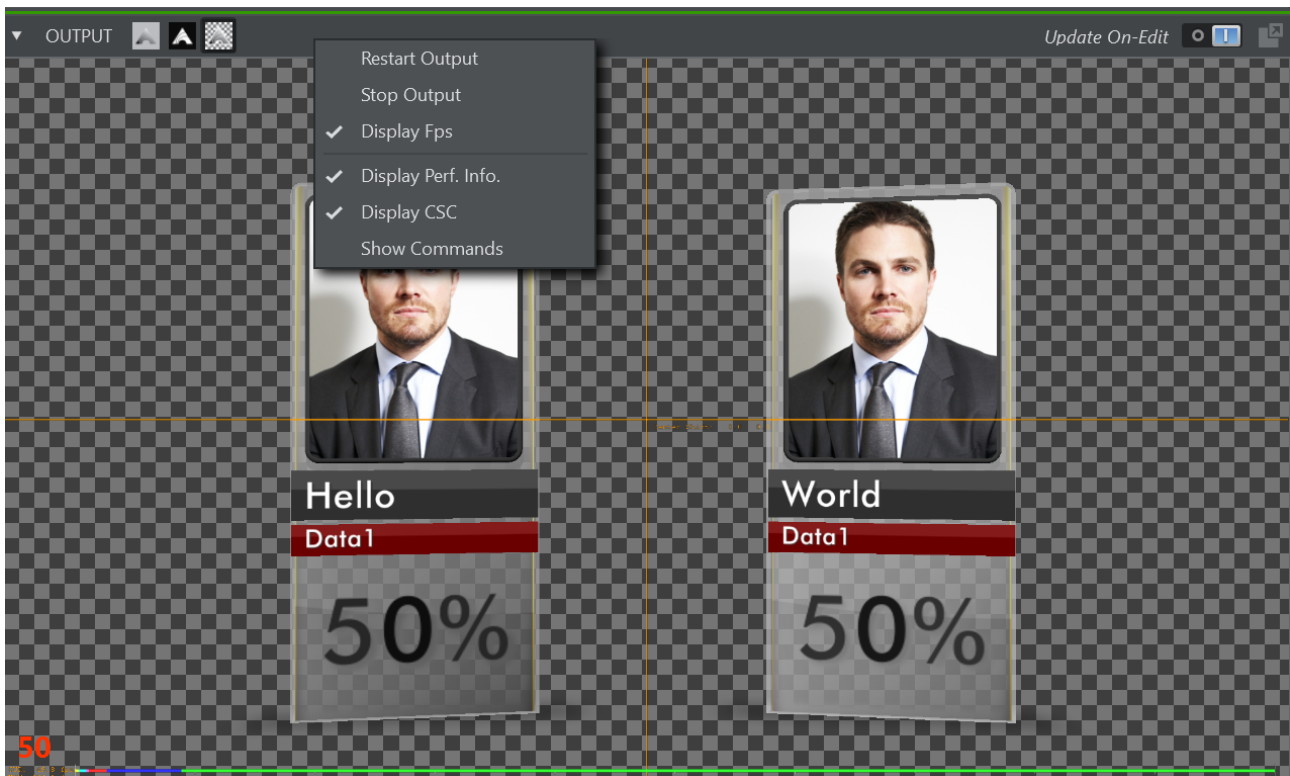 OUTPUT
Update On-Edit
Restart Output
Stop Output
Display Fps
Display Perf. Info.
Display CSC
Show Commands
Hello
World
Data1
Data1
50%
50%
50